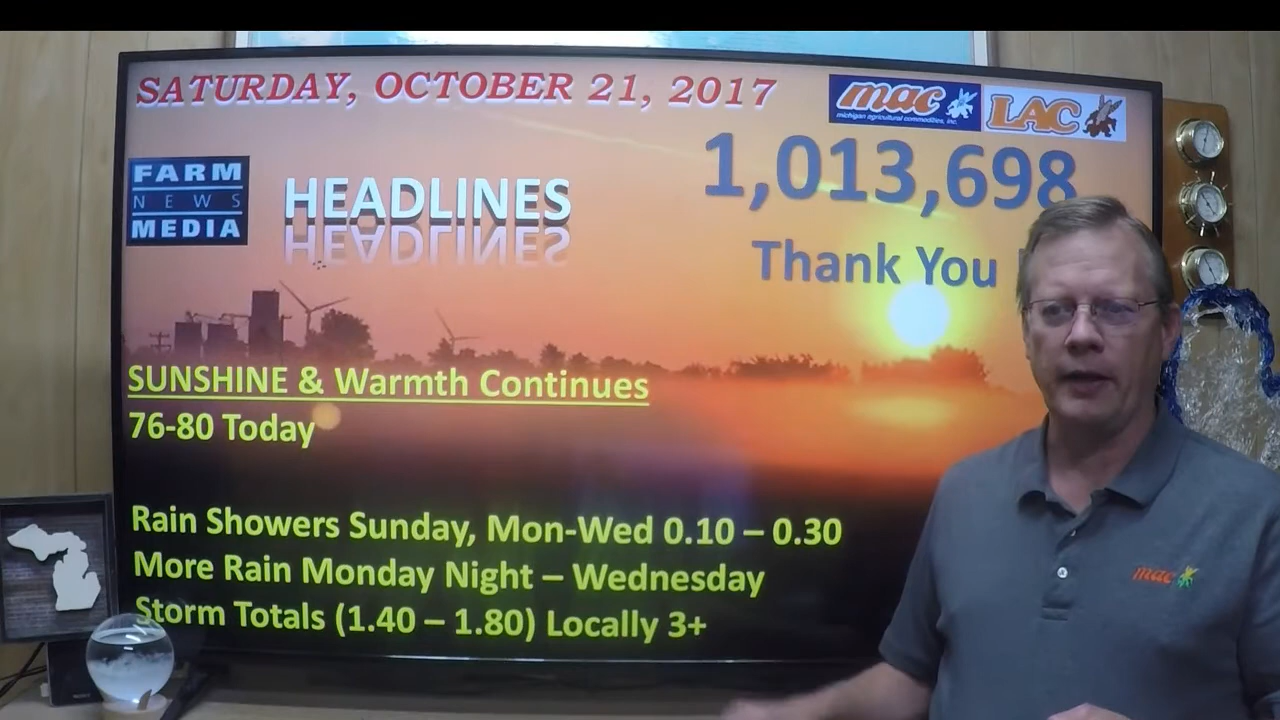 SATURDAY, OCTOBER 21, 2017
mac
michigan agricultural commodities, inc.
LAC
1,013,698
FARM
NEWS
MEDIA
HEADLINES
Thank You
SUNSHINE & Warmth Continues
76-80 Today
Rain Showers Sunday, Mon-Wed 0.10 – 0.30
More Rain Monday Night – Wednesday
Storm Totals (1.40 – 1.80) Locally 3+
mac